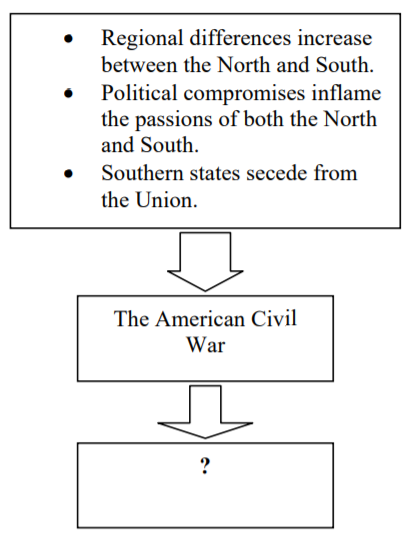 • Regional differences increase
between the North and South.
• Political compromises inflame
the passions of both the North
and South.
• Southern states secede from
the Union.
The American Civil
War
?